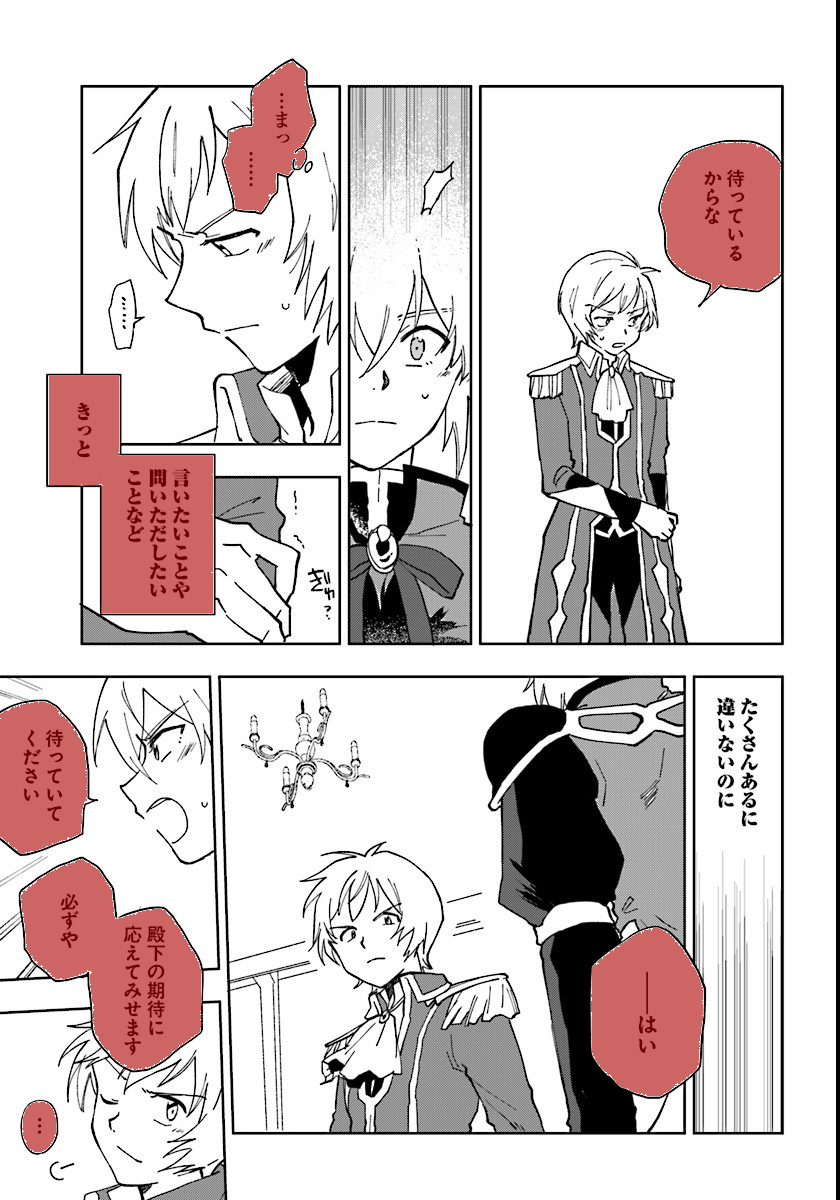 待っている
からな
…まっ
……
……
きっと
言いたいことや
問いただしたい
ことなど
ぎゅ?
たくさんあるに
違いないのに
──はい
待っていて
ください
必ずや
殿下の期待に
応えてみせます
…